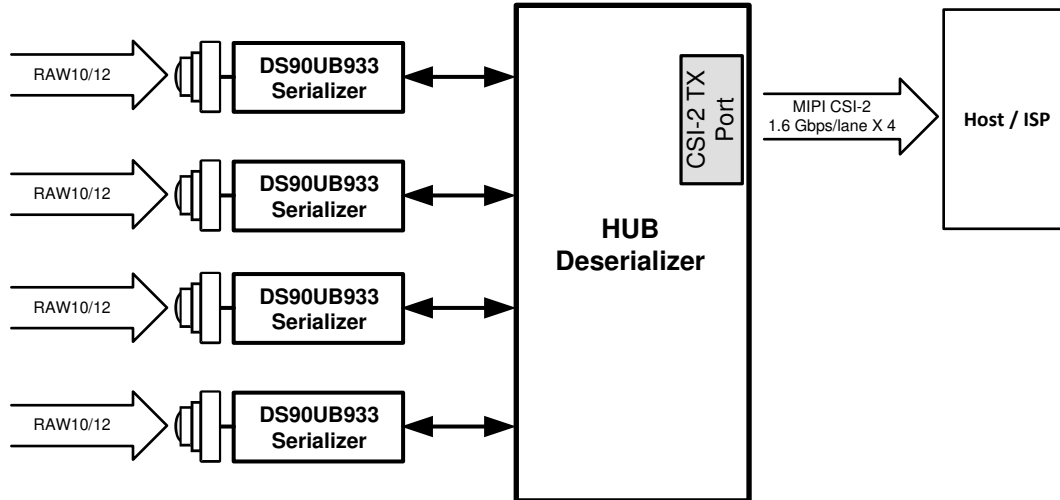 RAW10/12
DS90UB933
Serializer
RAW10/12
DS90UB933
Serializer
RAW10/12
DS90UB933
Serializer
RAW10/12
DS90UB933
Serializer
HUB
Deserializer
CSI-2 TX
Port
MIPI CSI-2
1.6 Gbps/lane X 4
Host / ISP